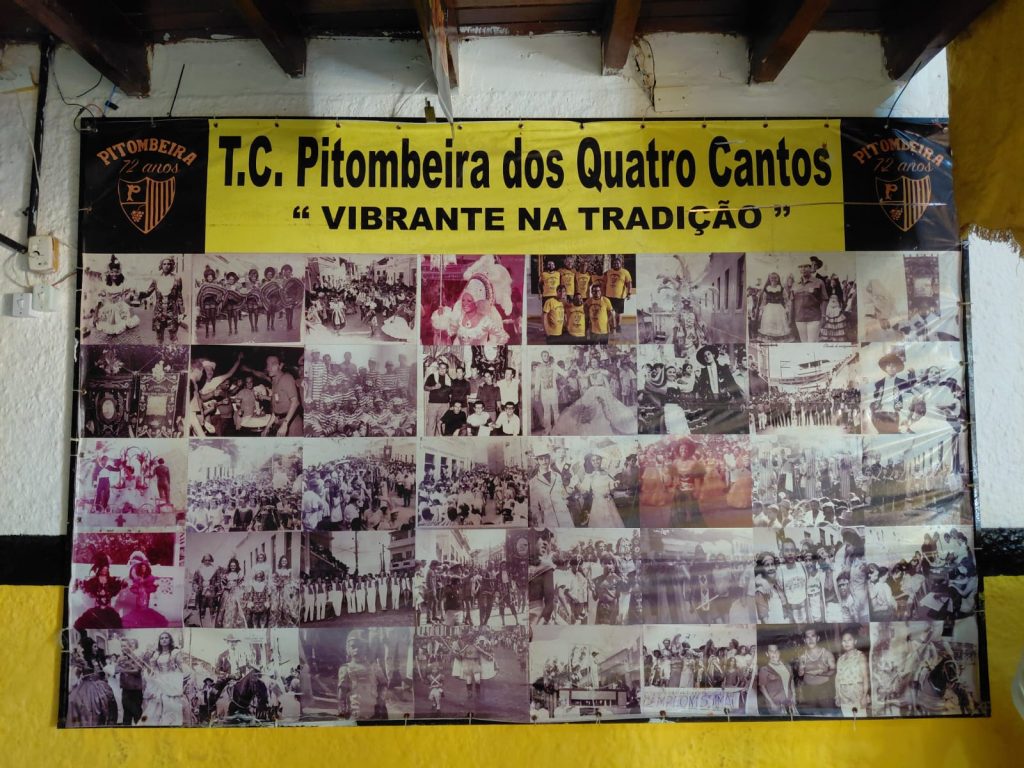 PITOMBEIRA
72 anos
P
T.C. Pitombeira dos Quatro Cantos
“ VIBRANTE NA TRADIÇÃO ”
PITOMBEIRA
72 anos
P